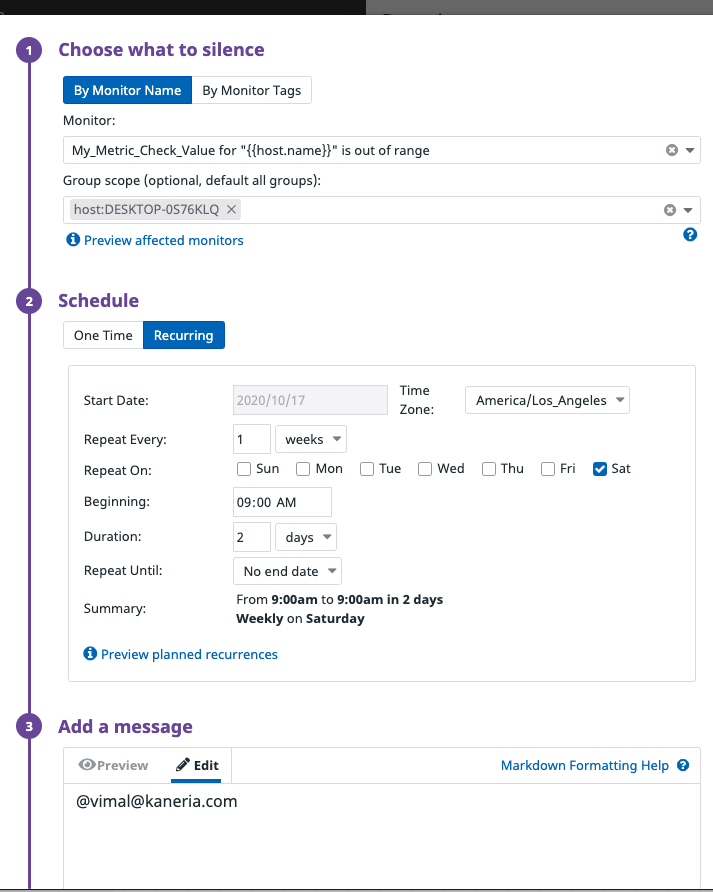 1 Choose what to silence
By Monitor Name By Monitor Tags
Monitor:
My_Metric_Check_Value for "{{host.name}}" is out of range
Group scope (optional, default all groups):
host:DESKTOP-0S76KLQ ×
Preview affected monitors ?
2 Schedule
One Time Recurring
Start Date: 2020/10/17 Time Zone: America/Los_Angeles
Repeat Every: 1 weeks
Repeat On: Sun Mon Tue Wed Thu Fri Sat
Beginning: 09:00 AM
Duration: 2 days
Repeat Until: No end date
Summary: From 9:00am to 9:00am in 2 days
Weekly on Saturday
Preview planned recurrences
3 Add a message
Preview Edit Markdown Formatting Help ?
@vimal@kaneria.com